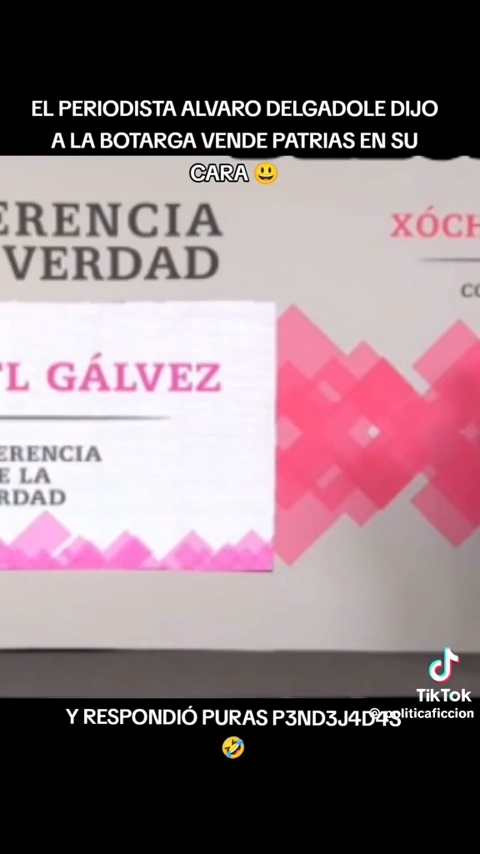 EL PERIODISTA ALVARO DELGADOLE DIJO
A LA BOTARGA VENDE PATRIAS EN SU
CARA 😃
ERENCIA
VERDAD
XÓCH
CO
TL GÁLVEZ
ERENCIA
E LA
RDAD
TikTok
@politicaficcion
Y RESPONDIÓ PURAS P3ND3J4D4S
🤣